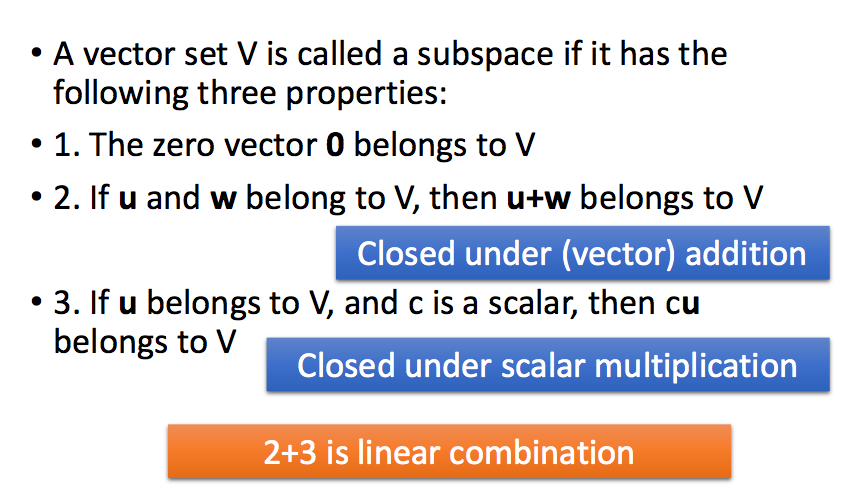 • A vector set V is called a subspace if it has the
following three properties:
• 1. The zero vector 0 belongs to V
• 2. If u and w belong to V, then u+w belongs to V
Closed under (vector) addition
• 3. If u belongs to V, and c is a scalar, then cu
belongs to V
Closed under scalar multiplication
2+3 is linear combination